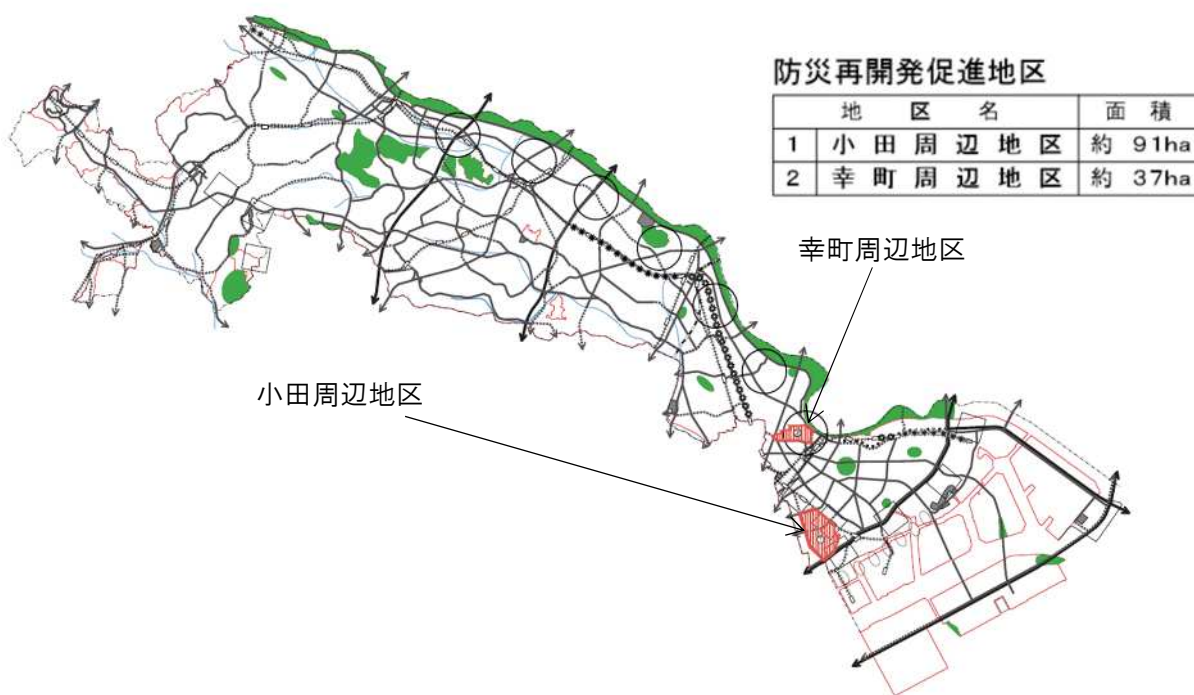 防災再開発促進地区
地区名 面積
1 小田周辺地区 約 91ha
2 幸町周辺地区 約 37ha
幸町周辺地区
小田周辺地区